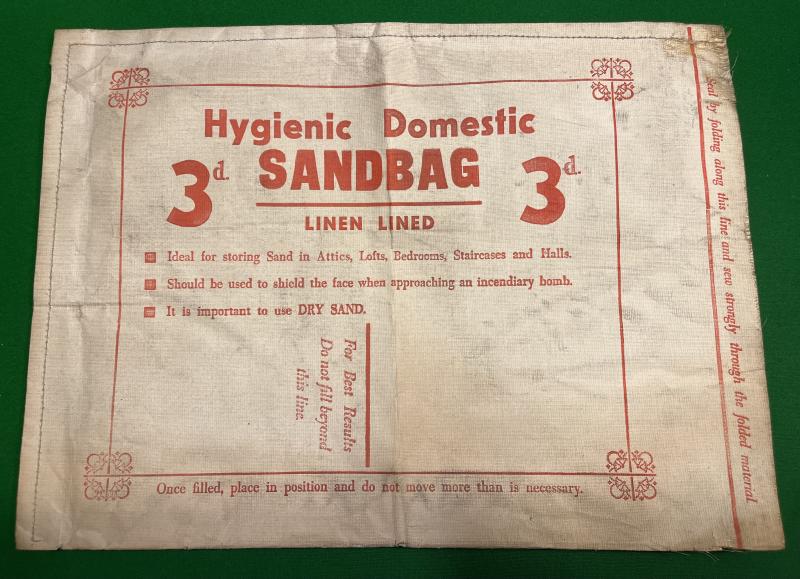 Hygienic Domestic
3d. SANDBAG 3d.
LINEN LINED
Ideal for storing Sand in Attics, Lofts, Bedrooms, Staircases and Halls.
Should be used to shield the face when approaching an incendiary bomb.
It is important to use DRY SAND.
For Best Results
Do not fill beyond
this line.
Once filled, place in position and do not move more than is necessary.
Seal by folding along this line and sew strongly through the folded material